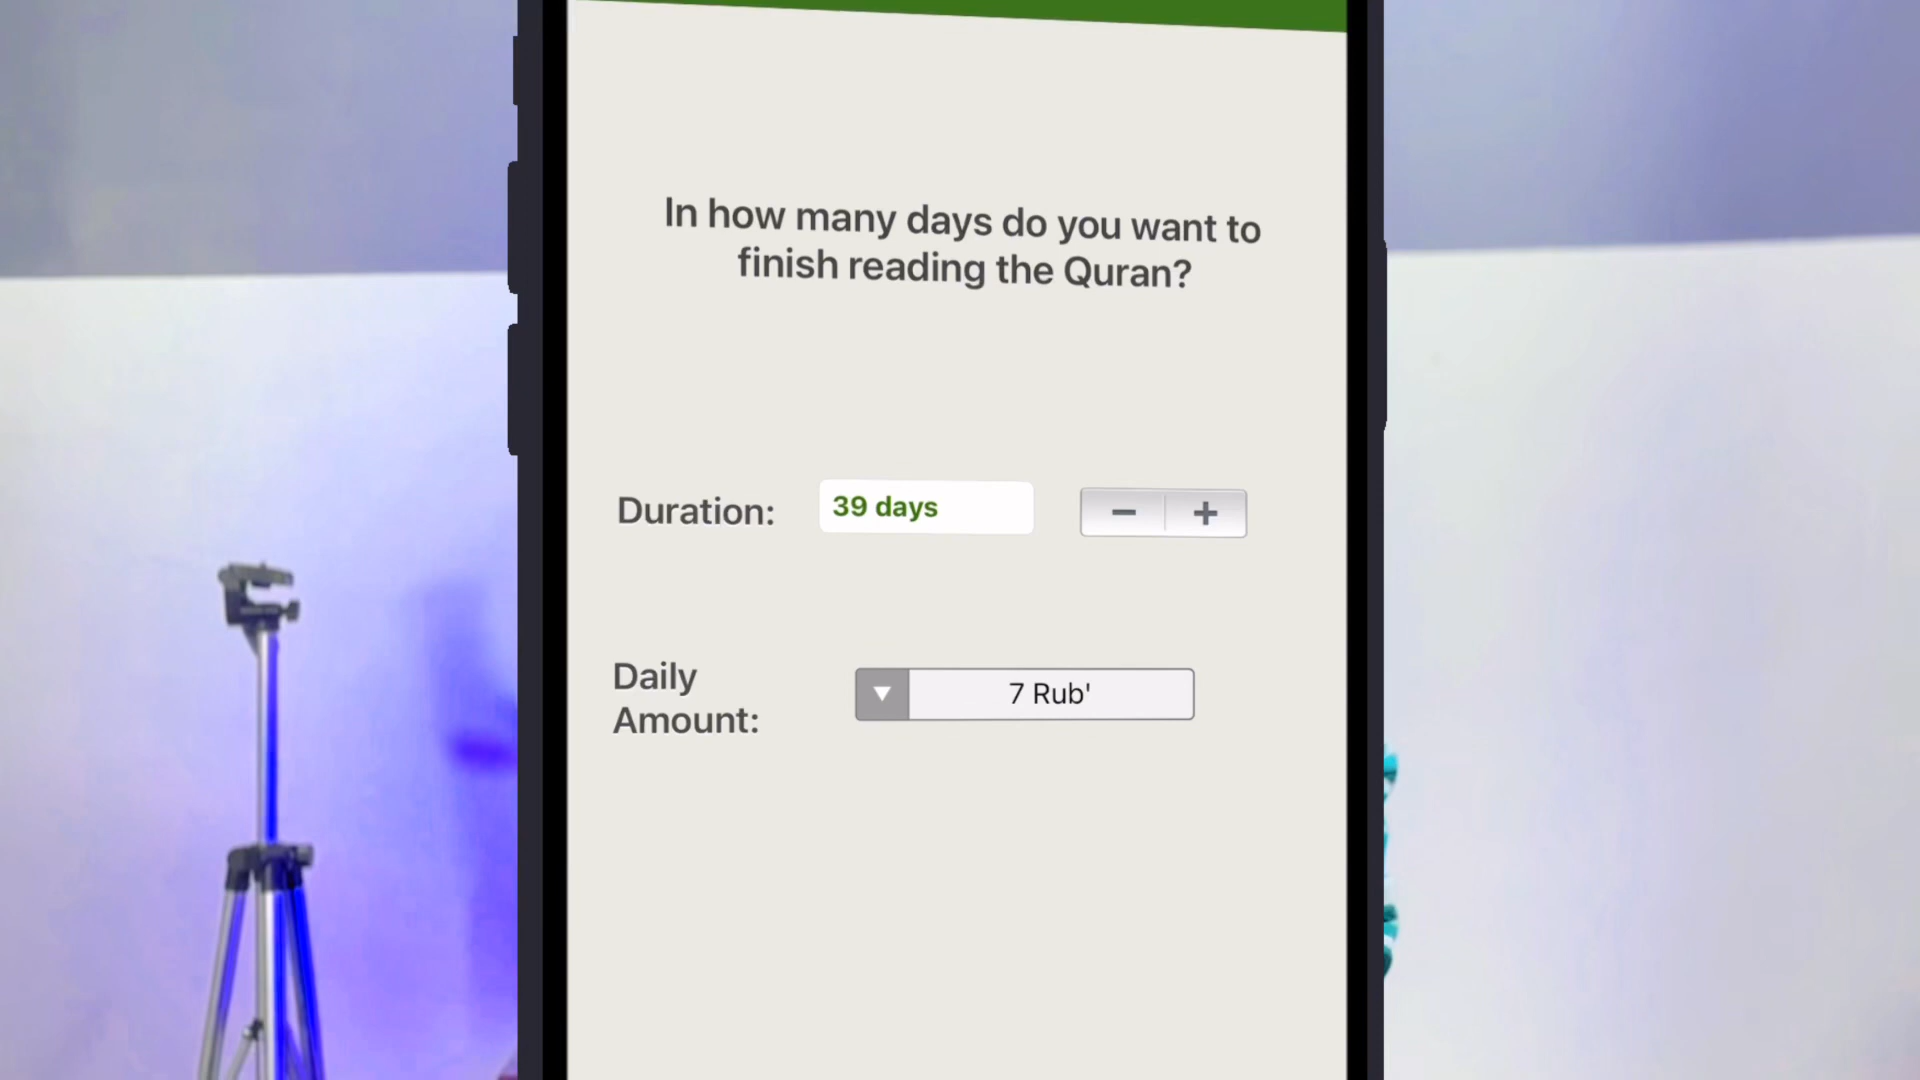 In how many days do you want to
finish reading the Quran?
Duration:
39 days
− +
Daily
Amount:
7 Rub'